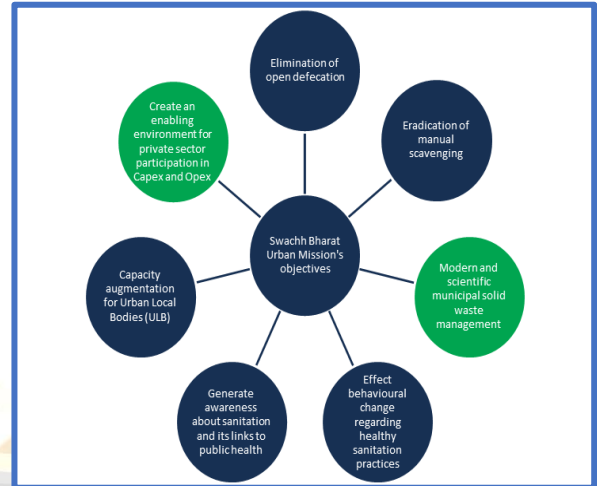 Elimination of
open defecation
Eradication of
manual
scavenging
Modern and
scientific
municipal solid
waste
management
Effect
behavioural
change
regarding
healthy
sanitation
practices
Generate
awareness
about sanitation
and its links to
public health
Capacity
augmentation
for Urban Local
Bodies (ULB)
Create an
enabling
environment for
private sector
participation in
Capex and Opex
Swachh Bharat
Urban Mission's
objectives